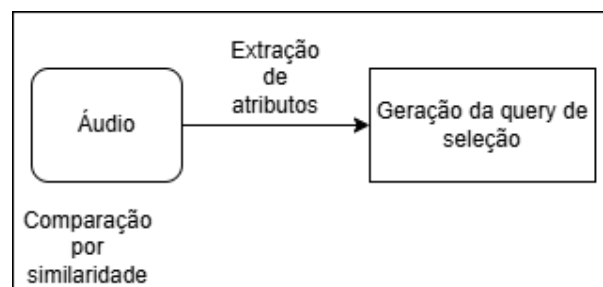 Extração
de
atributos
Áudio
Geração da query de
seleção
Comparação
por
similaridade